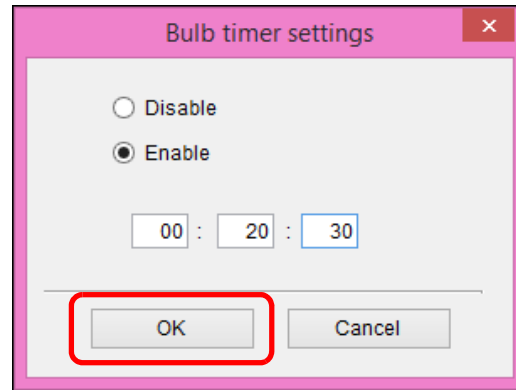 Bulb timer settings
Disable
Enable
00 : 20 : 30
OK Cancel